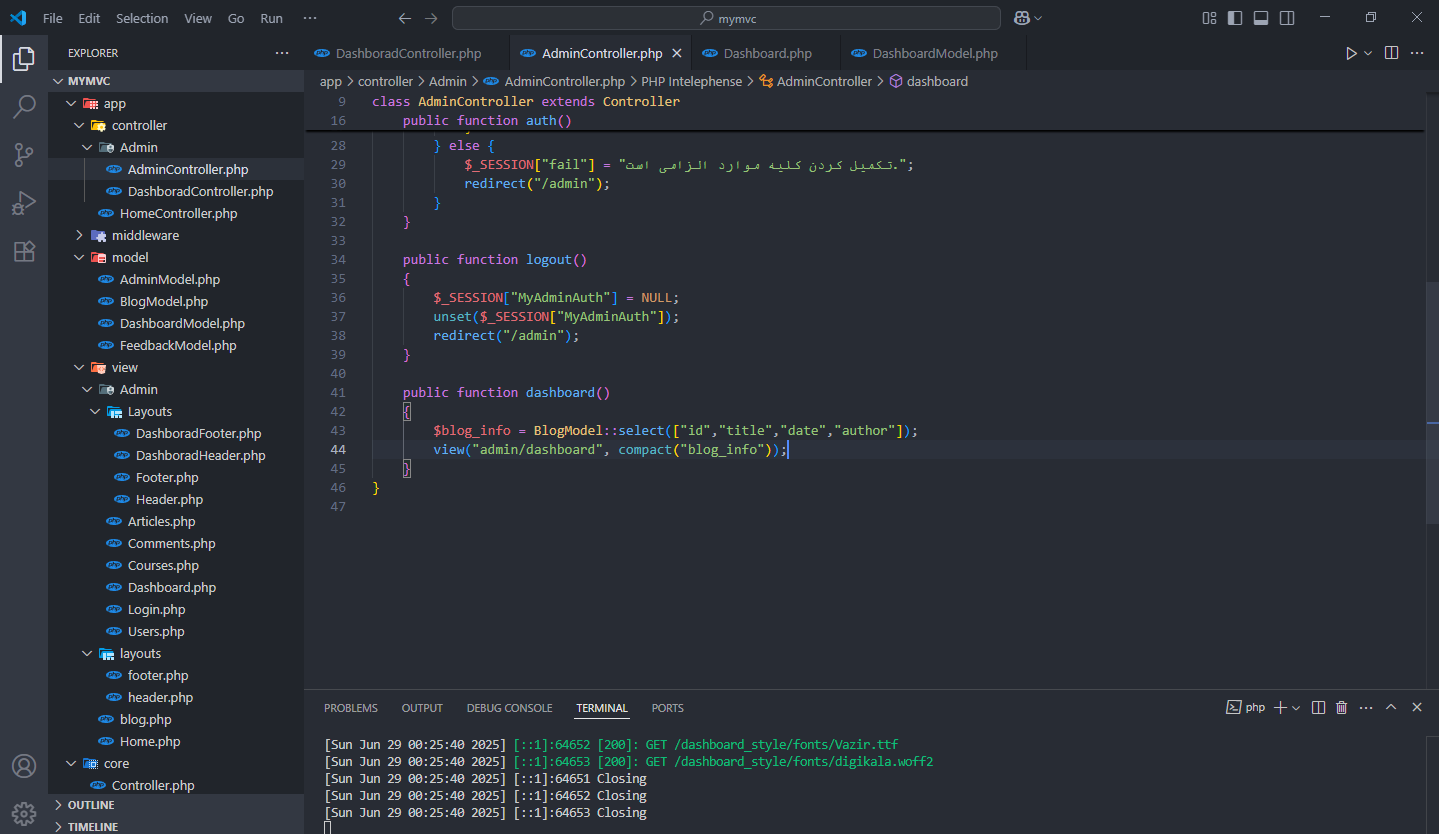 File Edit Selection View Go Run ···
mymvc
EXPLORER ···
MYMVC
app
controller
Admin
AdminController.php
DashboradController.php
HomeController.php
middleware
model
AdminModel.php
BlogModel.php
DashboardModel.php
FeedbackModel.php
view
Admin
Layouts
DashboradFooter.php
DashboradHeader.php
Footer.php
Header.php
Articles.php
Comments.php
Courses.php
Dashboard.php
Login.php
Users.php
layouts
footer.php
header.php
blog.php
Home.php
core
Controller.php
OUTLINE
TIMELINE
DashboradController.php AdminController.php Dashboard.php DashboardModel.php
app > controller > Admin > AdminController.php > PHP Intelephense > AdminController > dashboard
9 class AdminController extends Controller
16 public function auth()
28 } else {
29 $_SESSION["fail"] = "تکمیل کردن کلیه موارد الزامی است.";
30 redirect("/admin");
31 }
32 }
33
34 public function logout()
35 {
36 $_SESSION["MyAdminAuth"] = NULL;
37 unset($_SESSION["MyAdminAuth"]);
38 redirect("/admin");
39 }
40
41 public function dashboard()
42 {
43 $blog_info = BlogModel::select(["id","title","date","author"]);
44 view("admin/dashboard", compact("blog_info"));
45 }
46 }
47
PROBLEMS OUTPUT DEBUG CONSOLE TERMINAL PORTS
php
[Sun Jun 29 00:25:40 2025] [::1]:64652 [200]: GET /dashboard_style/fonts/Vazir.ttf
[Sun Jun 29 00:25:40 2025] [::1]:64653 [200]: GET /dashboard_style/fonts/digikala.woff2
[Sun Jun 29 00:25:40 2025] [::1]:64651 Closing
[Sun Jun 29 00:25:40 2025] [::1]:64652 Closing
[Sun Jun 29 00:25:40 2025] [::1]:64653 Closing